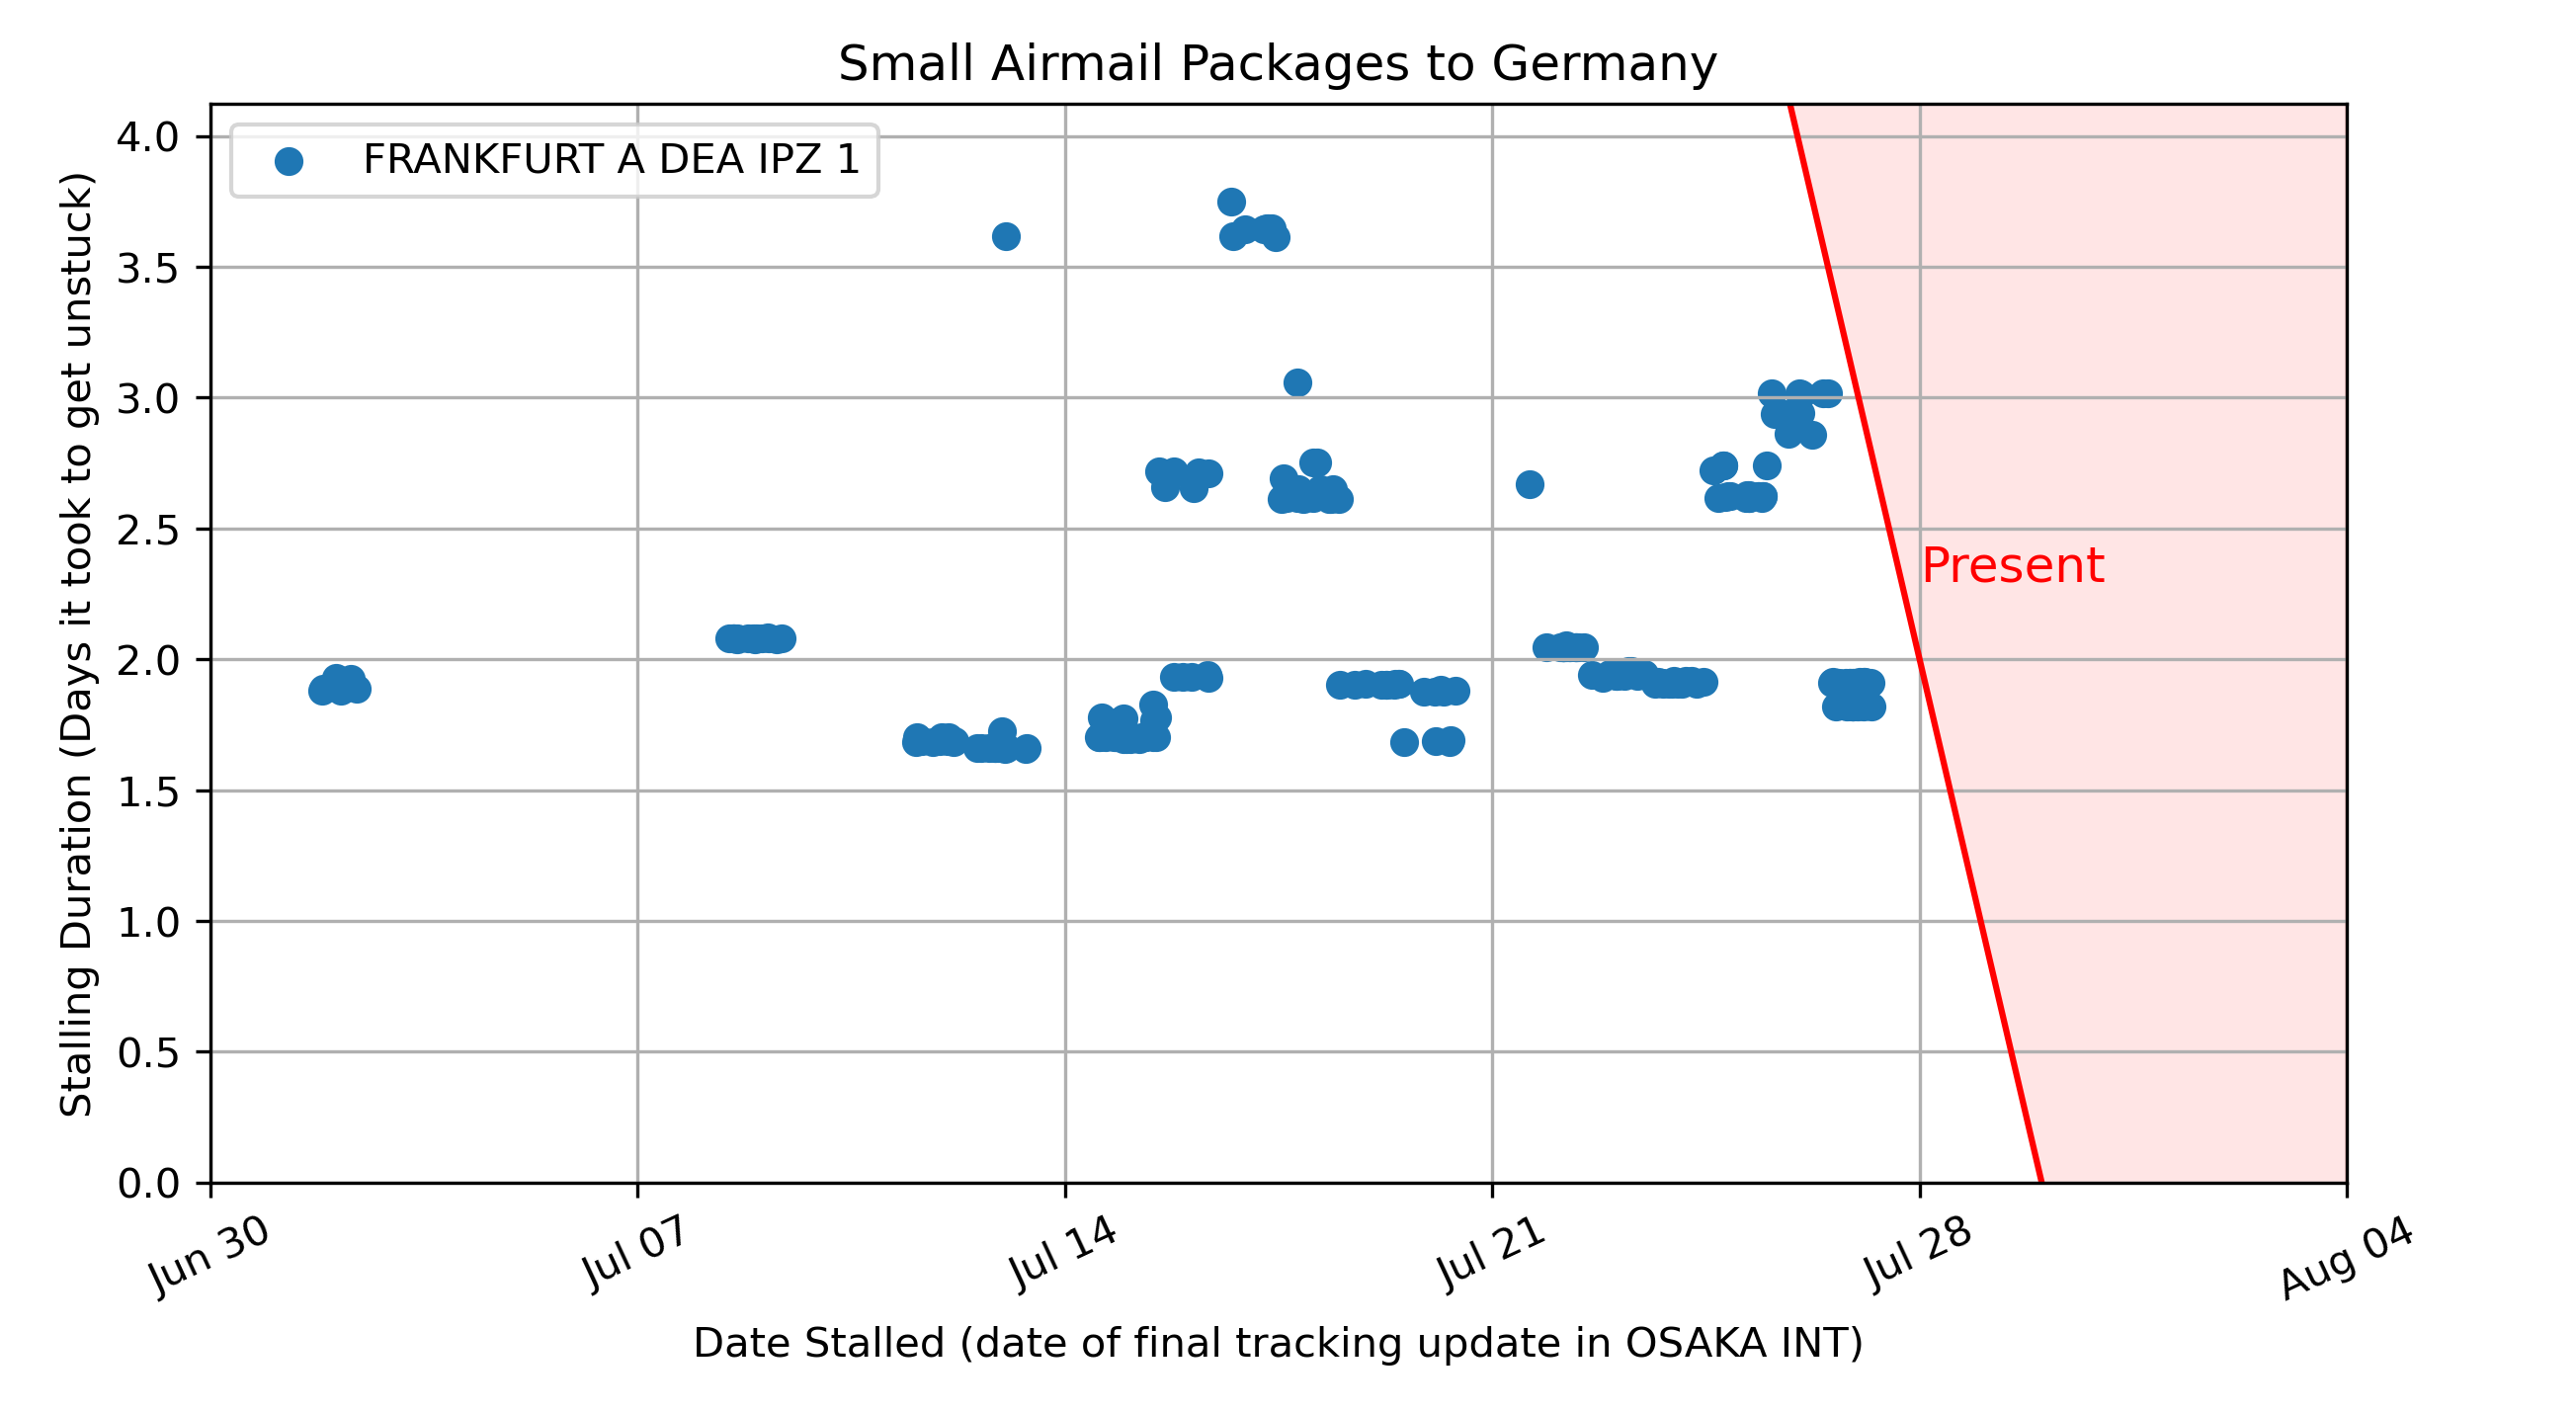 Small Airmail Packages to Germany
FRANKFURT A DEA IPZ 1
Stalling Duration (Days it took to get unstuck)
4.0
3.5
3.0
2.5
2.0
1.5
1.0
0.5
0.0
Present
Jun 30
Jul 07
Jul 14
Jul 21
Jul 28
Aug 04
Date Stalled (date of final tracking update in OSAKA INT)